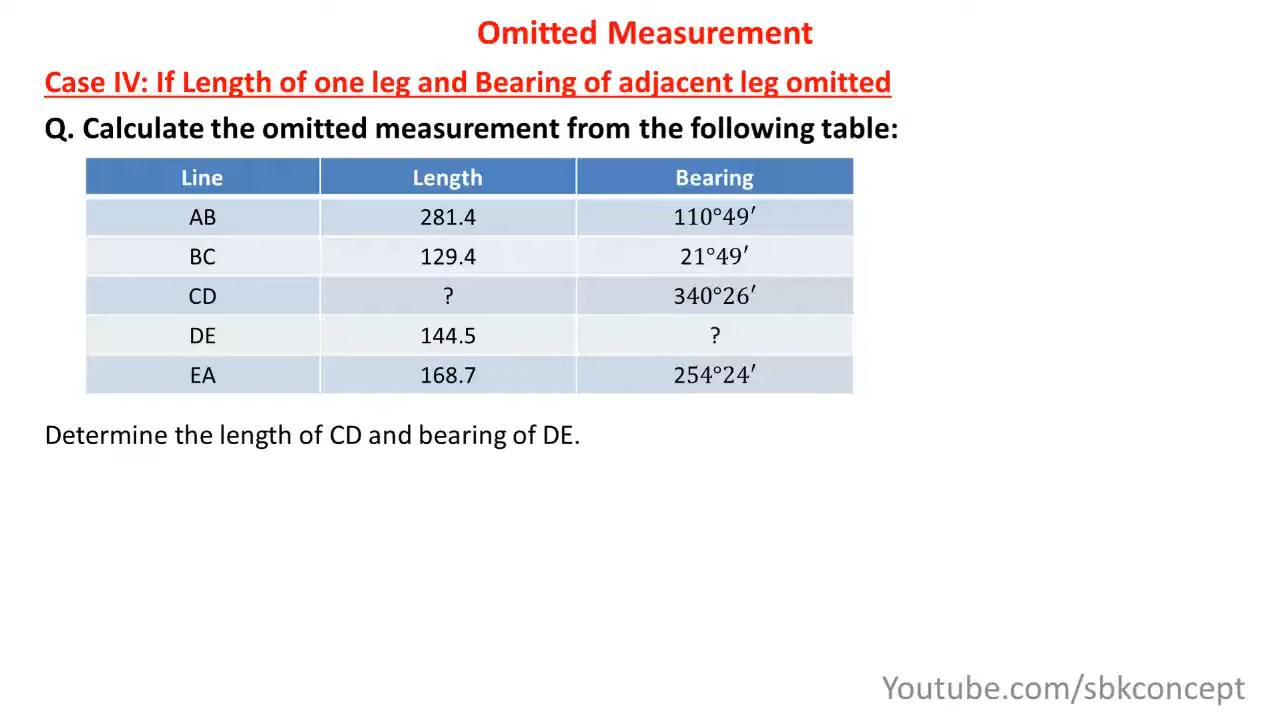 Omitted Measurement
Case IV: If Length of one leg and Bearing of adjacent leg omitted
Q. Calculate the omitted measurement from the following table:
Line Length Bearing
AB 281.4 110°49′
BC 129.4 21°49′
CD ? 340°26′
DE 144.5 ?
EA 168.7 254°24′
Determine the length of CD and bearing of DE.
Youtube.com/sbkconcept